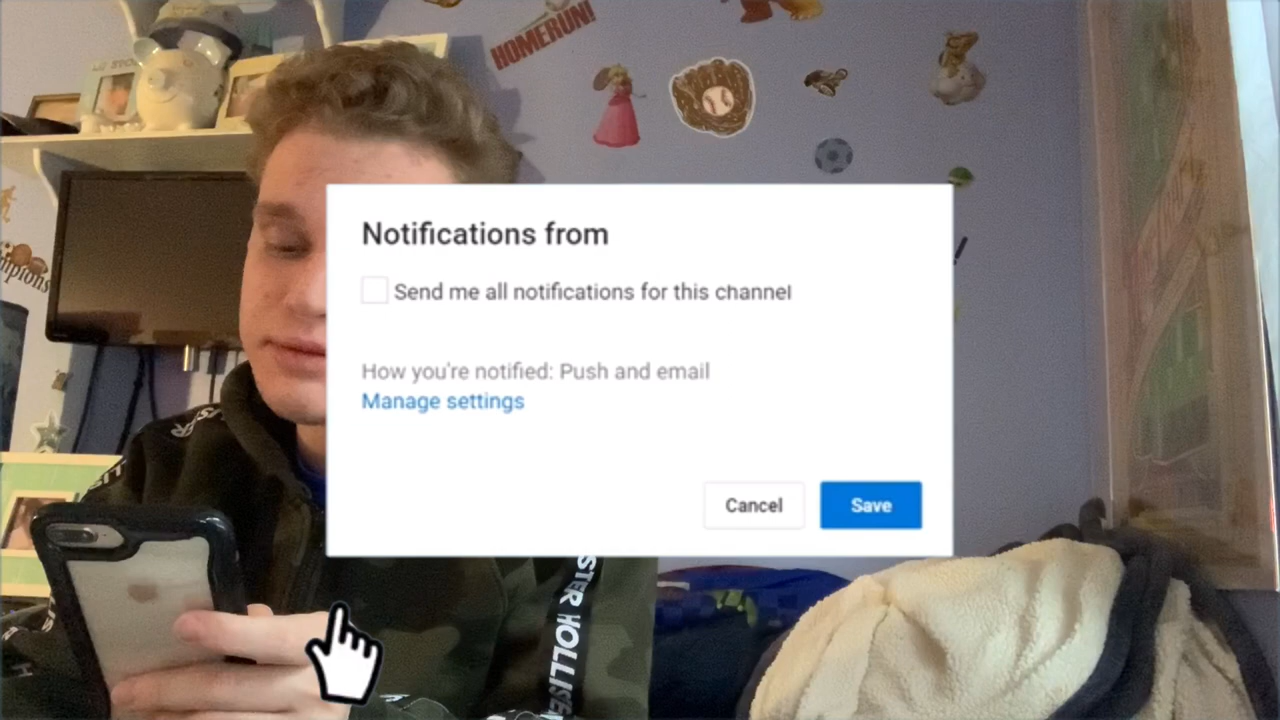 HOMERUN!
Notifications from
Send me all notifications for this channel
How you're notified: Push and email
Manage settings
Cancel
Save
HOLLISTER